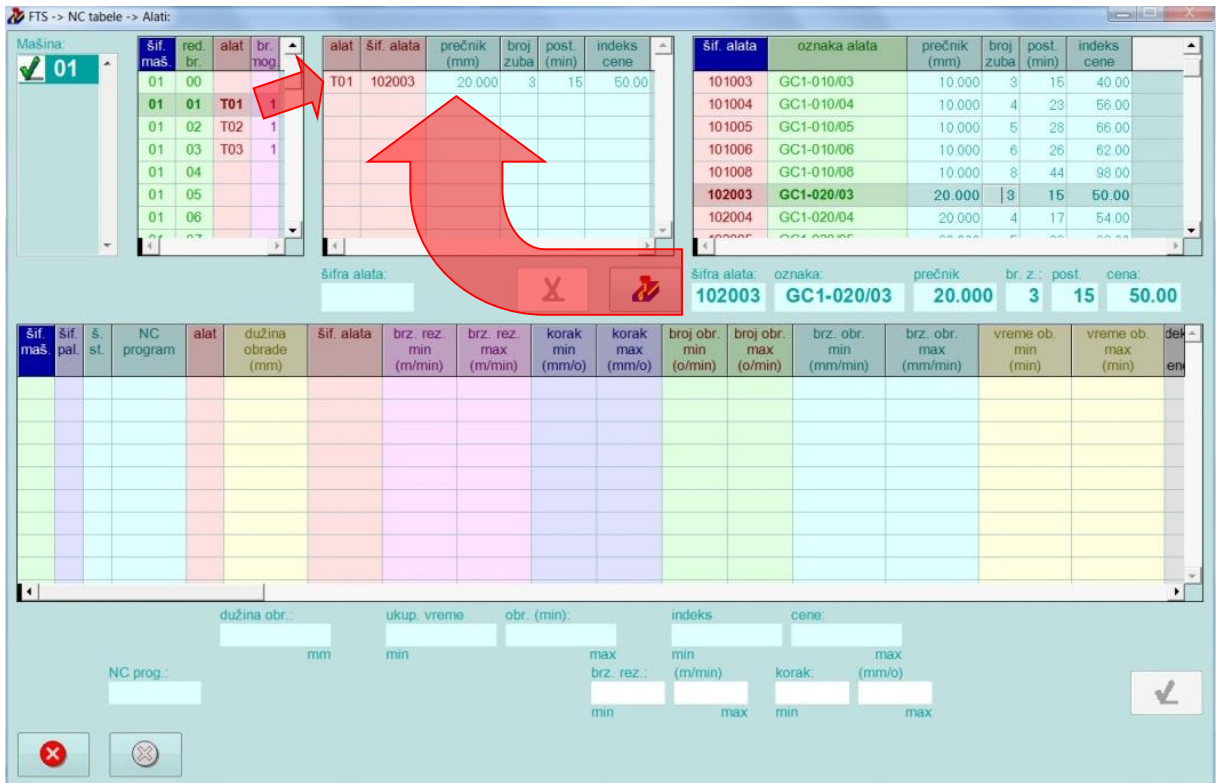 FTS -> NC tabele -> Alati:
Mašina:
01
šif. maš. red. br. alat br. mog.
01 00
01 01 T01 1
01 02 T02 1
01 03 T03 1
01 04
01 05
01 06
alat šif. alata prečnik (mm) broj zuba post. (min) indeks cene
T01 102003 20.000 3 15 50.00
šif. alata oznaka alata prečnik (mm) broj zuba post. (min) indeks cene
101003 GC1-010/03 10.000 3 15 40.00
101004 GC1-010/04 10.000 4 23 56.00
101005 GC1-010/05 10.000 5 28 66.00
101006 GC1-010/06 10.000 6 26 62.00
101008 GC1-010/08 10.000 8 44 98.00
102003 GC1-020/03 20.000 3 15 50.00
102004 GC1-020/04 20.000 4 17 54.00
šifra alata:
šifra alata: oznaka: prečnik br. z.: post. cena:
102003 GC1-020/03 20.000 3 15 50.00
šif. maš. šif. pal. š. st. NC program alat dužina obrade (mm) šif. alata brz. rez. min (m/min) brz. rez. max (m/min) korak min (mm/o) korak max (mm/o) broj obr. min (o/min) broj obr. max (o/min) brz. obr. min (mm/min) brz. obr. max (mm/min) vreme ob. min (min) vreme ob. max (min)
dužina obr.: ukup. vreme obr. (min): indeks cene:
mm min max min max
NC prog.: brz. rez.: (m/min) korak: (mm/o)
min max min max